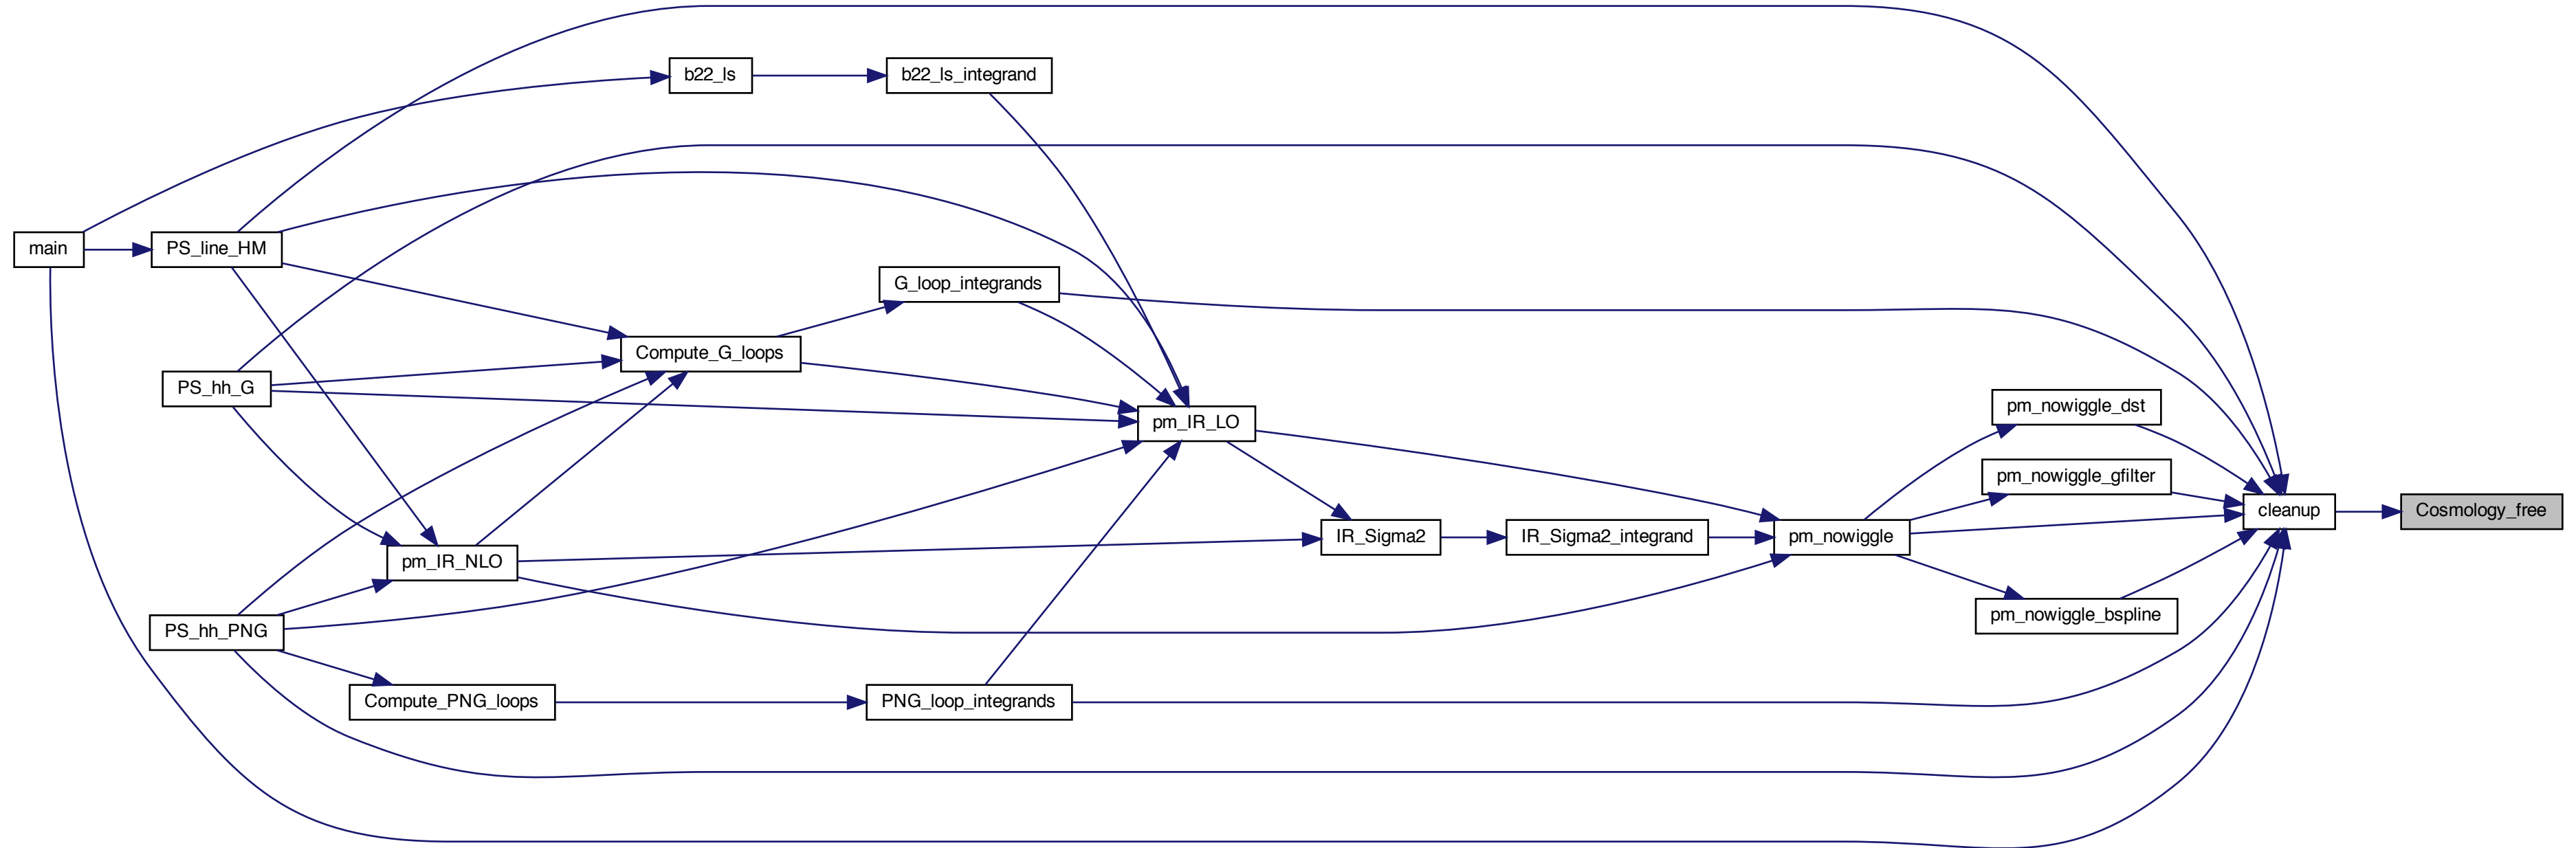 b22_ls
b22_ls_integrand
main
PS_line_HM
G_loop_integrands
Compute_G_loops
PS_hh_G
pm_IR_LO
pm_nowiggle_dst
pm_nowiggle_gfilter
cleanup
Cosmology_free
IR_Sigma2
IR_Sigma2_integrand
pm_nowiggle
pm_IR_NLO
pm_nowiggle_bspline
PS_hh_PNG
Compute_PNG_loops
PNG_loop_integrands